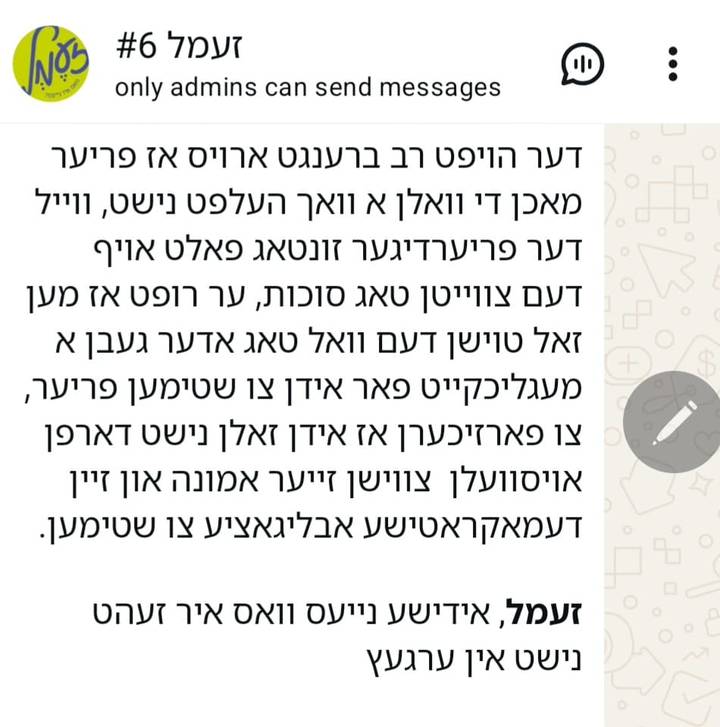 זעמל
זעמל 6#
only admins can send messages
דער הויפט רב ברענגט ארויס אז פריער
מאכן די וואלן א וואך העלפט נישט, ווייל
דער פריערדיגער זונטאג פאלט אויף
דעם צווייטן טאג סוכות, ער רופט אז מען
זאל טוישן דעם וואל טאג אדער געבן א
מעגליכקייט פאר אידן צו שטימען פריער,
צו פארזיכערן אז אידן זאלן נישט דארפן
אויסוועלן צווישן זייער אמונה און זיין
דעמאקראטישע אבליגאציע צו שטימען.
זעמל, אידישע נייעס וואס איר זעהט
נישט אין ערגעץ